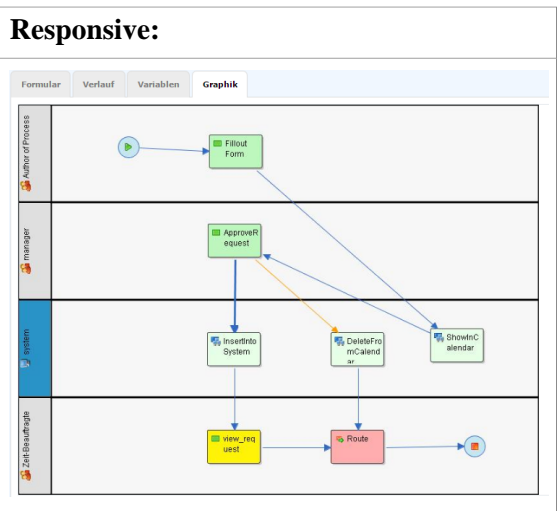 Responsive:
Formular Verlauf Variablen Graphik
Author of Process
Fillout
Form
manager
ApproveR
equest
system
InsertInto
System
DeleteFro
mCalend
ar
ShowInC
alendar
Zeit-Beauftragte
view_req
uest
Route